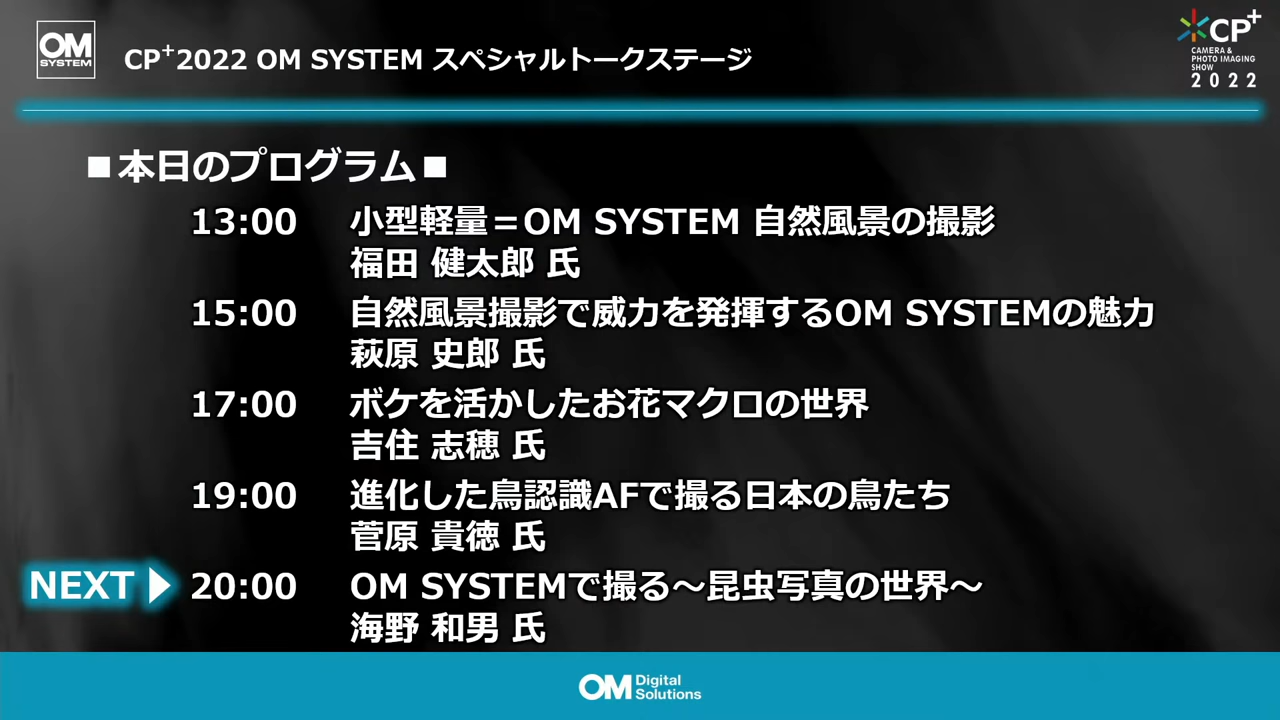 OM
SYSTEM
CP+2022 OM SYSTEM スペシャルトークステージ
CP+
CAMERA &
PHOTO IMAGING
SHOW
2022
■本日のプログラム■
13:00 小型軽量＝OM SYSTEM 自然風景の撮影
福田 健太郎 氏
15:00 自然風景撮影で威力を発揮するOM SYSTEMの魅力
萩原 史郎 氏
17:00 ボケを活かしたお花マクロの世界
吉住 志穂 氏
19:00 進化した鳥認識AFで撮る日本の鳥たち
菅原 貴徳 氏
NEXT 20:00 OM SYSTEMで撮る～昆虫写真の世界～
海野 和男 氏
OM Digital
Solutions